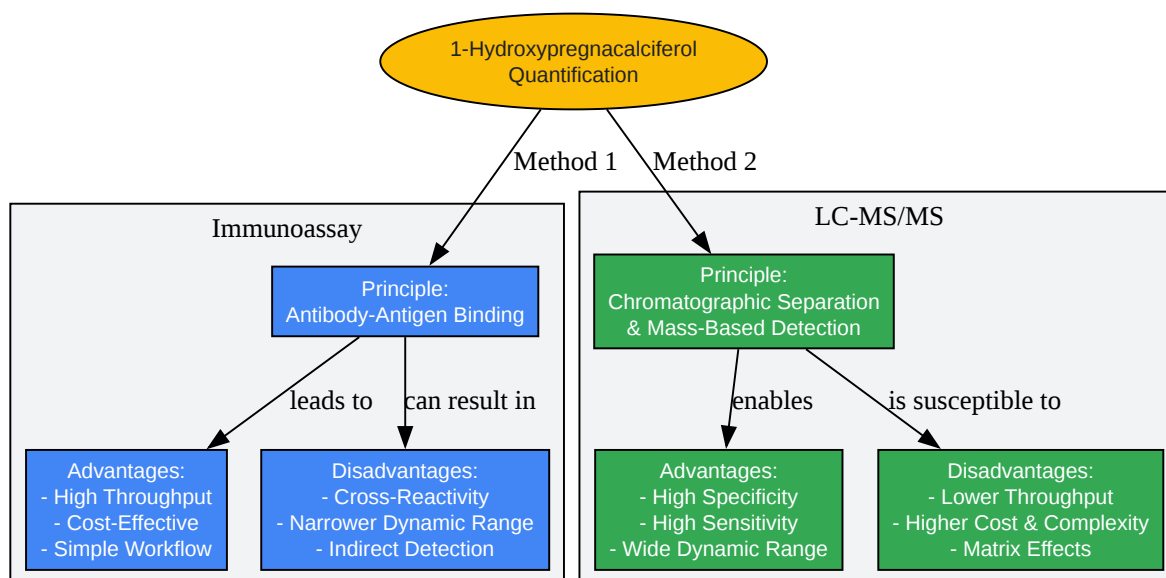 1-Hydroxypregnacalciferol
Quantification
Method 1
Method 2
Immunoassay
LC-MS/MS
Principle:
Antibody-Antigen Binding
Principle:
Chromatographic Separation
& Mass-Based Detection
leads to
can result in
enables
is susceptible to
Advantages:
- High Throughput
- Cost-Effective
- Simple Workflow
Disadvantages:
- Cross-Reactivity
- Narrower Dynamic Range
- Indirect Detection
Advantages:
- High Specificity
- High Sensitivity
- Wide Dynamic Range
Disadvantages:
- Lower Throughput
- Higher Cost & Complexity
- Matrix Effects